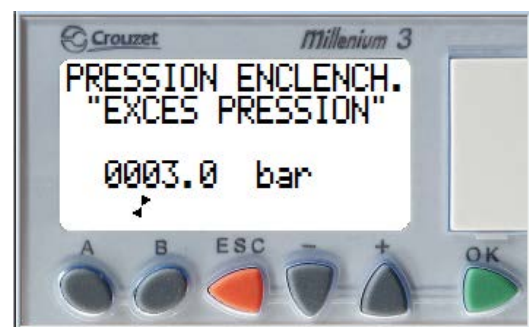 Crouzet Millenium 3
PRESSION ENCLENCH.
"EXCES PRESSION"
0003.0 bar
A B ESC - + OK